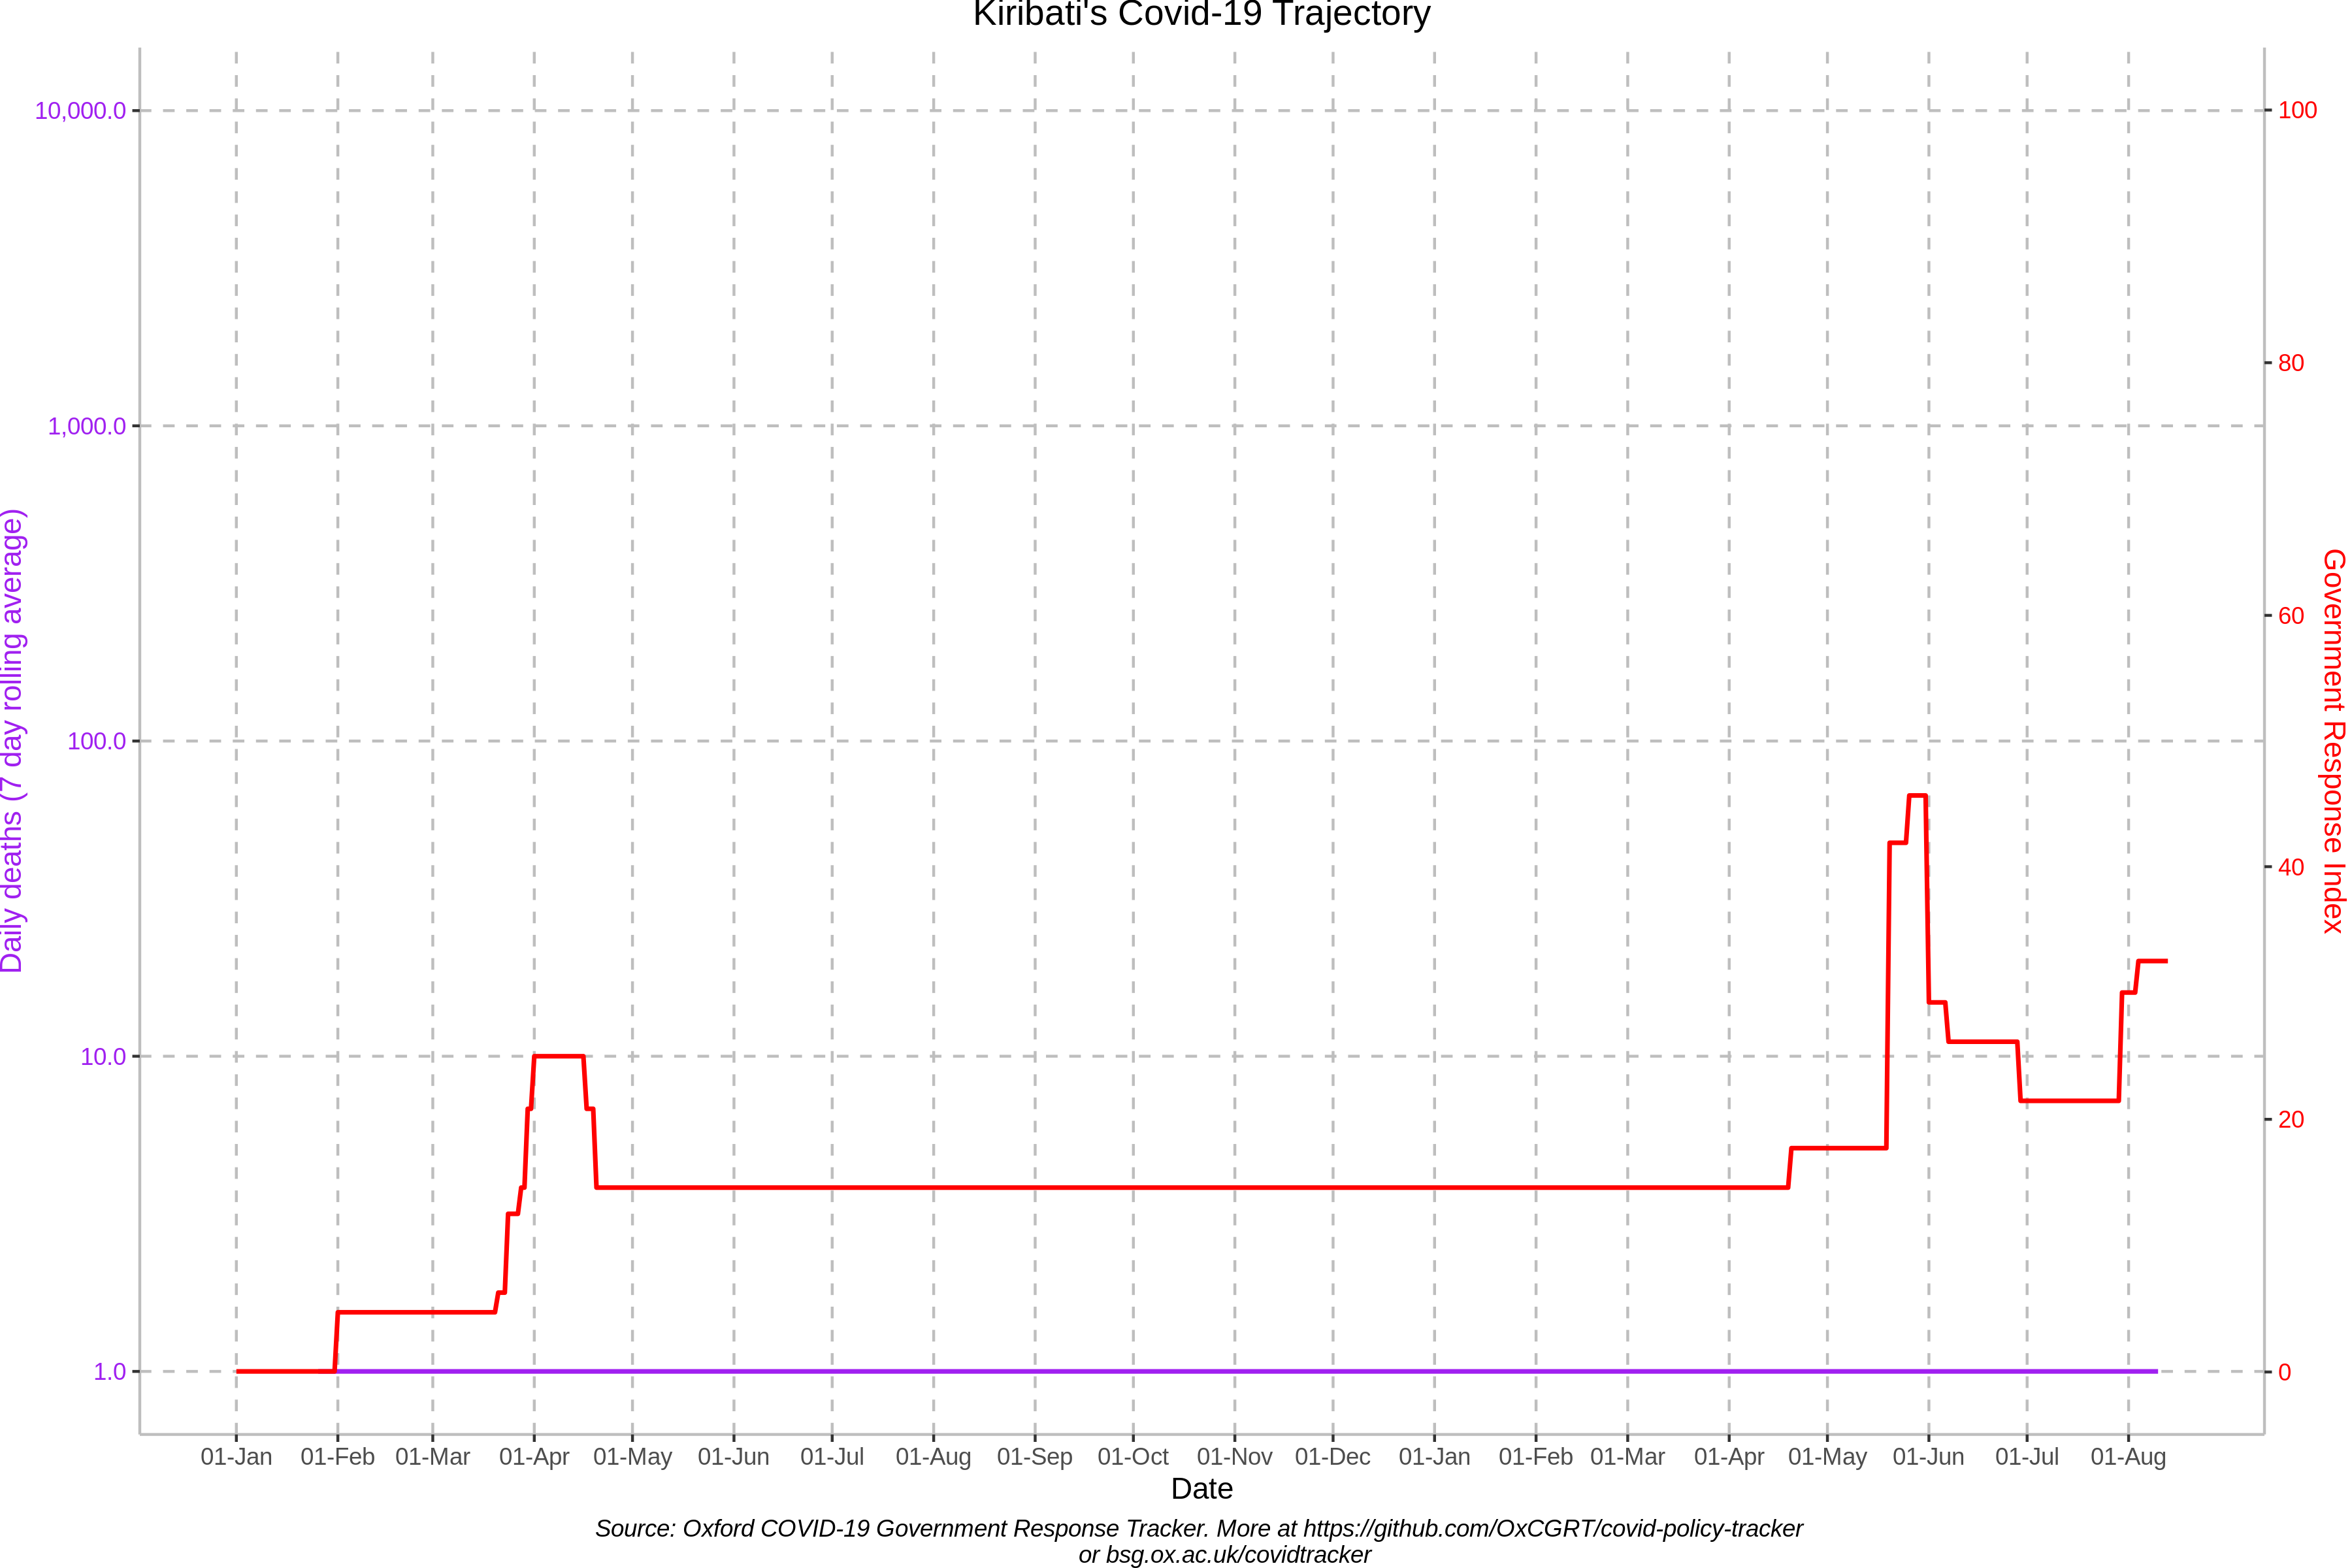 Kiribati's Covid-19 Trajectory
10,000.0
1,000.0
100.0
10.0
1.0
Daily deaths (7 day rolling average)
100
80
60
40
20
0
Government Response Index
01-Jan 01-Feb 01-Mar 01-Apr 01-May 01-Jun 01-Jul 01-Aug 01-Sep 01-Oct 01-Nov 01-Dec 01-Jan 01-Feb 01-Mar 01-Apr 01-May 01-Jun 01-Jul 01-Aug
Date
Source: Oxford COVID-19 Government Response Tracker. More at https://github.com/OxCGRT/covid-policy-tracker
or bsg.ox.ac.uk/covidtracker